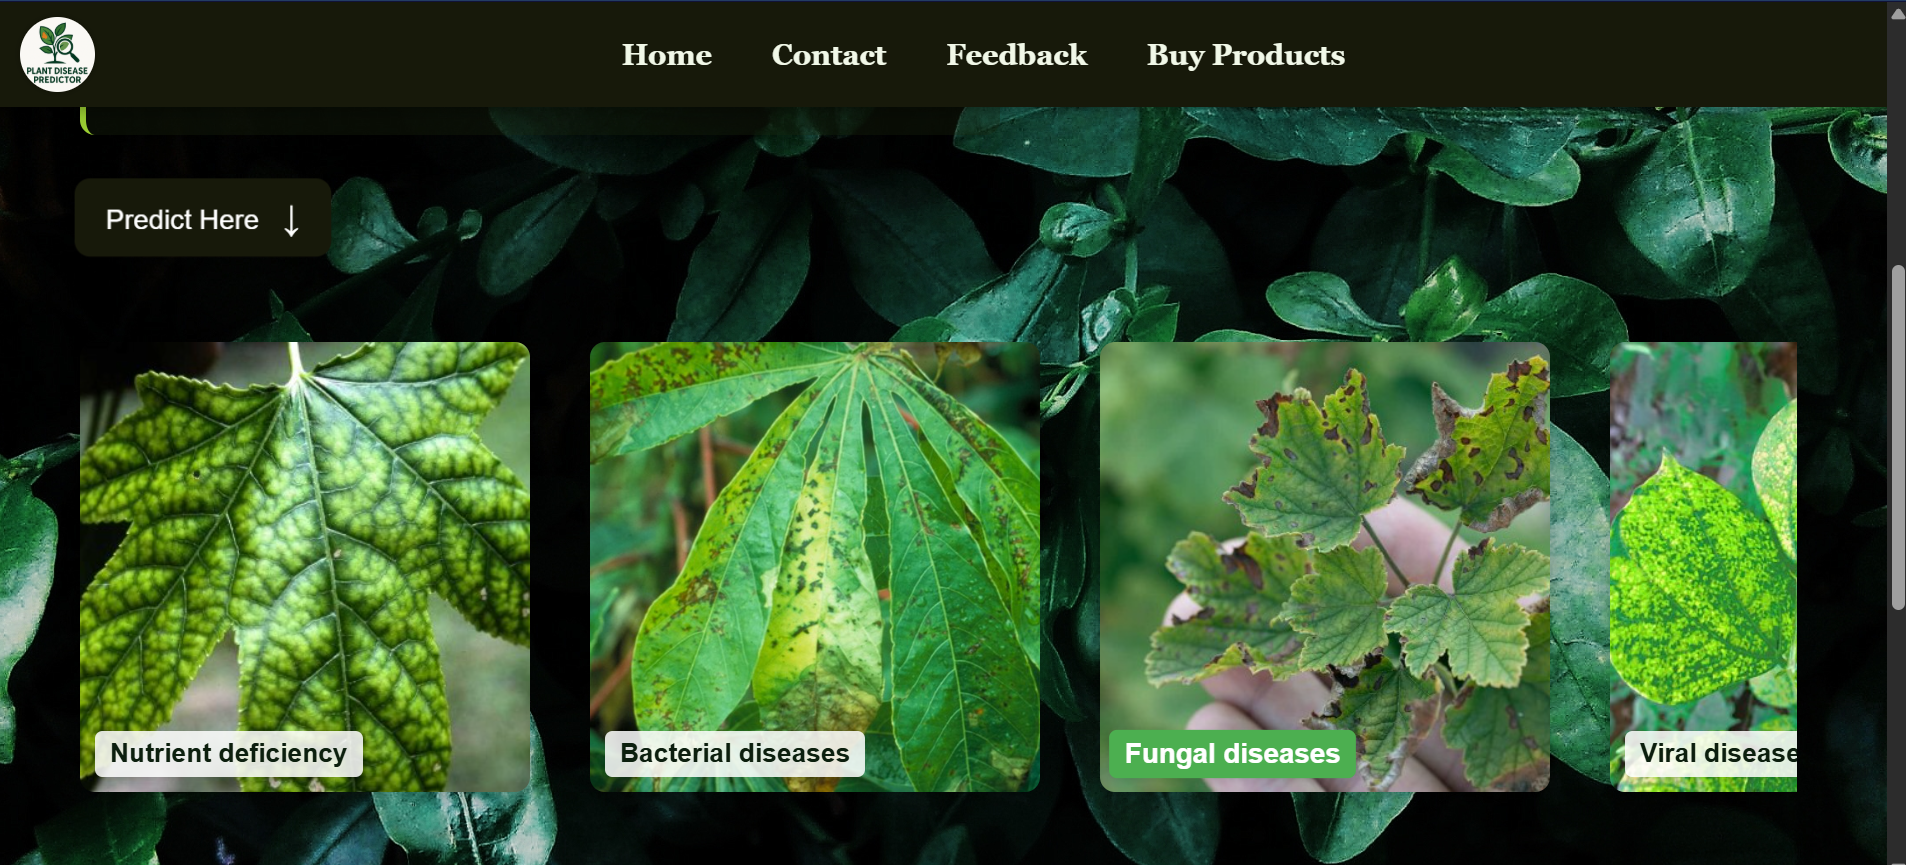 PLANT DISEASE
PREDICTOR
Home Contact Feedback Buy Products
Predict Here ↓
Nutrient deficiency
Bacterial diseases
Fungal diseases
Viral disease